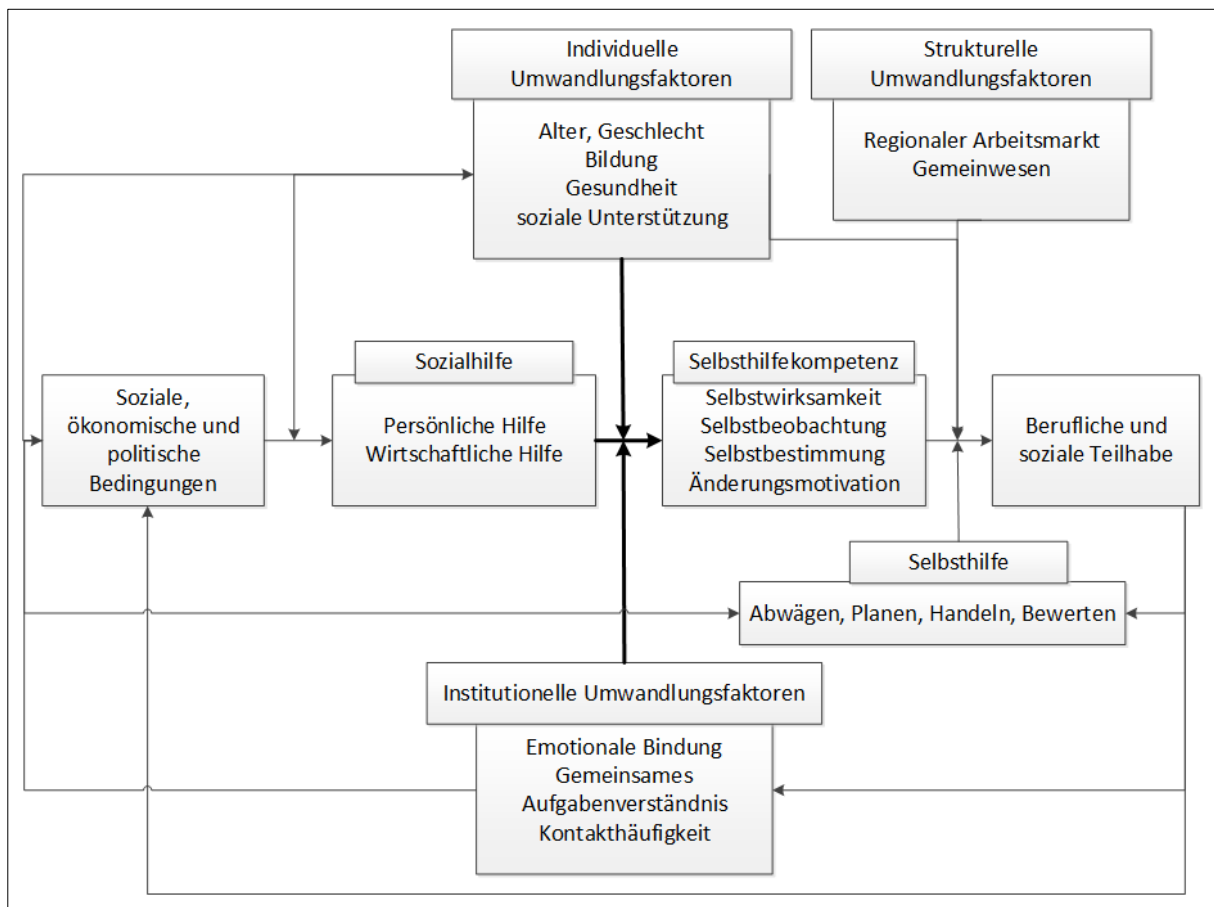 Individuelle
Umwandlungsfaktoren
Alter, Geschlecht
Bildung
Gesundheit
soziale Unterstützung
Strukturelle
Umwandlungsfaktoren
Regionaler Arbeitsmarkt
Gemeinwesen
Soziale,
ökonomische und
politische
Bedingungen
Sozialhilfe
Persönliche Hilfe
Wirtschaftliche Hilfe
Selbsthilfekompetenz
Selbstwirksamkeit
Selbstbeobachtung
Selbstbestimmung
Änderungsmotivation
Berufliche und
soziale Teilhabe
Selbsthilfe
Abwägen, Planen, Handeln, Bewerten
Institutionelle Umwandlungsfaktoren
Emotionale Bindung
Gemeinsames
Aufgabenverständnis
Kontakthäufigkeit